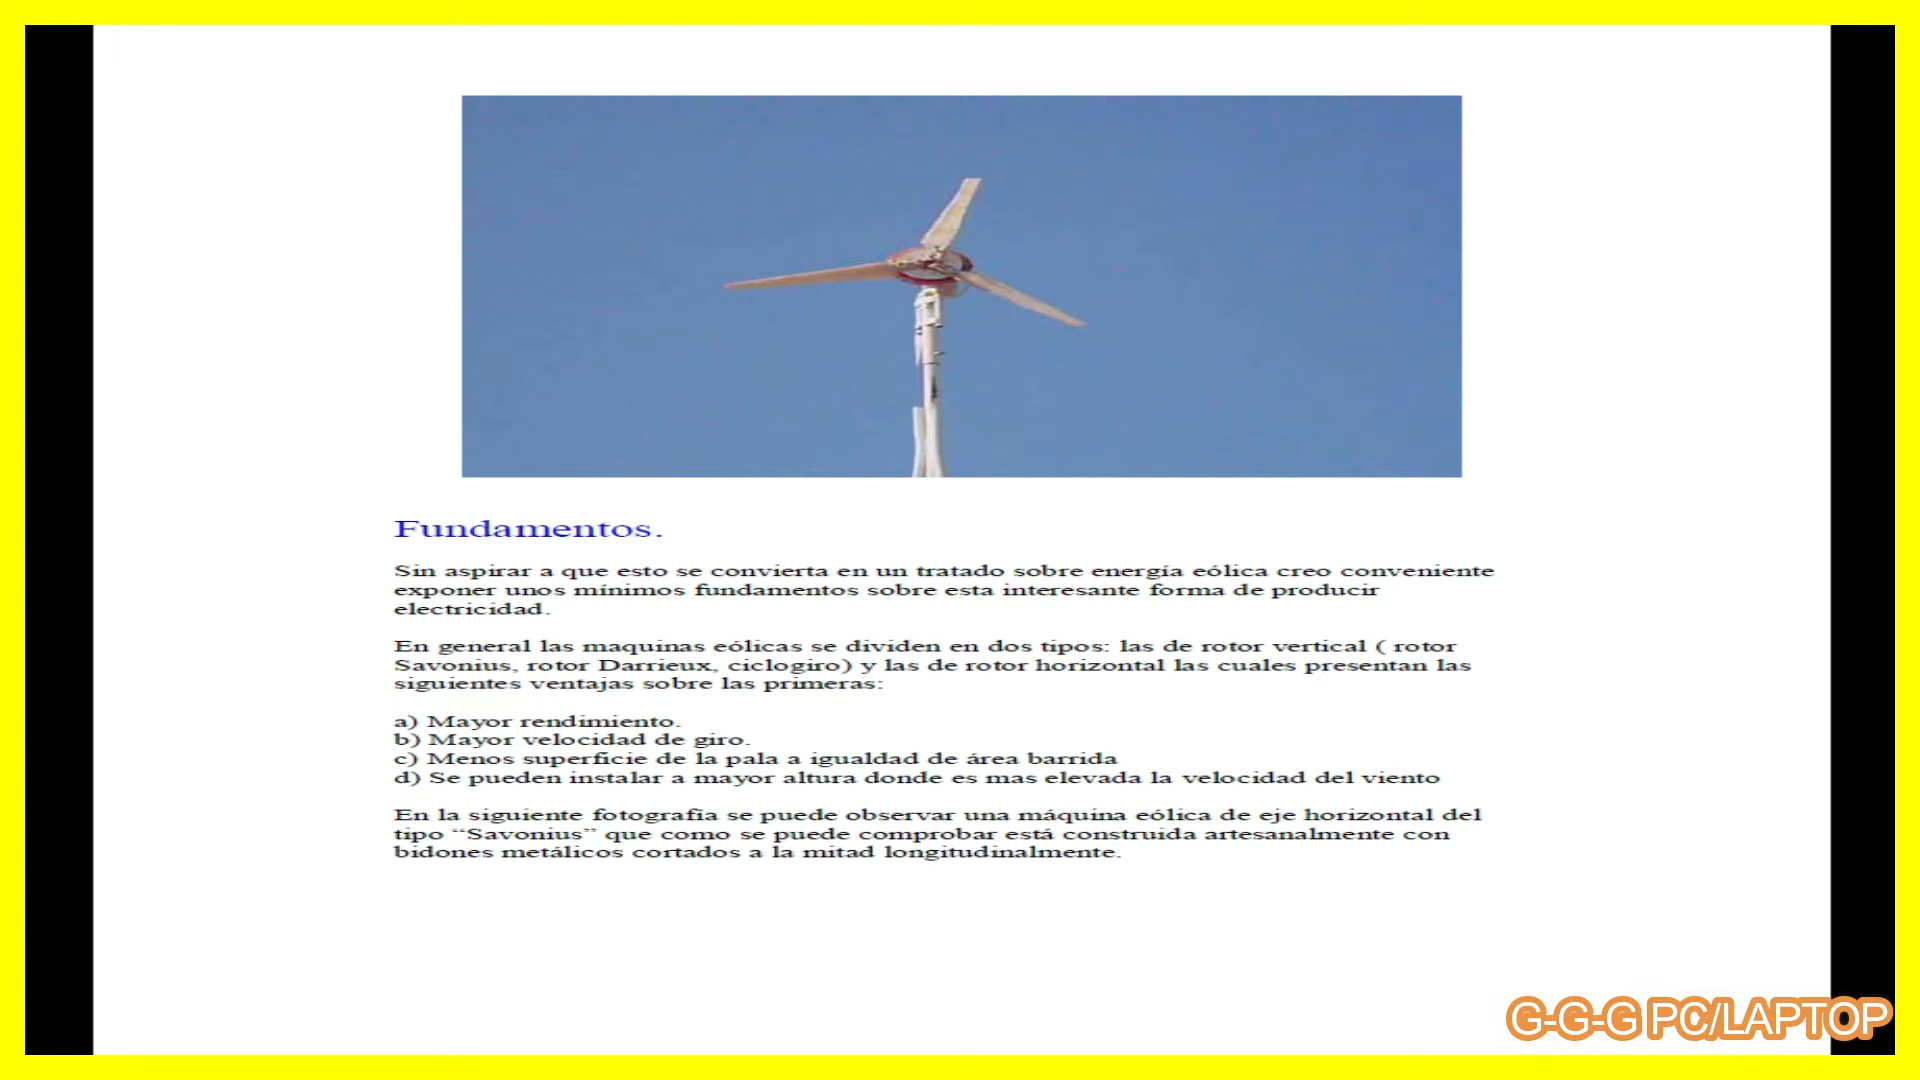 Fundamentos.
Sin aspirar a que esto se convierta en un tratado sobre energía eólica creo conveniente
exponer unos mínimos fundamentos sobre esta interesante forma de producir
electricidad.
En general las maquinas eólicas se dividen en dos tipos: las de rotor vertical ( rotor
Savonius, rotor Darrieux, ciclogiro) y las de rotor horizontal las cuales presentan las
siguientes ventajas sobre las primeras:
a) Mayor rendimiento.
b) Mayor velocidad de giro.
c) Menos superficie de la pala a igualdad de área barrida
d) Se pueden instalar a mayor altura donde es mas elevada la velocidad del viento
En la siguiente fotografía se puede observar una máquina eólica de eje horizontal del
tipo “Savonius” que como se puede comprobar está construida artesanalmente con
bidones metálicos cortados a la mitad longitudinalmente.
G-G-G PC/LAPTOP